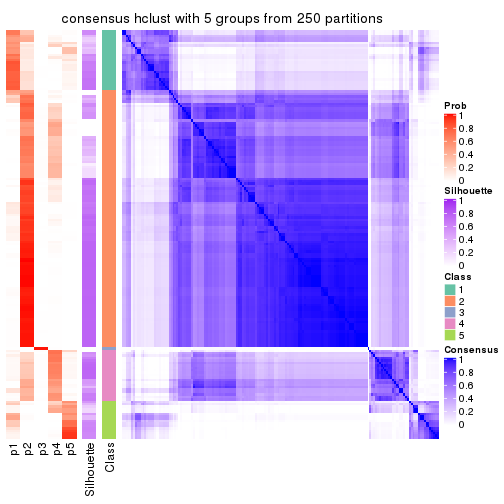 consensus hclust with 5 groups from 250 partitions
Prob
1
0.8
0.6
0.4
0.2
0
Silhouette
1
0.8
0.6
0.4
0.2
0
Class
1
2
3
4
5
Consensus
1
0.8
0.6
0.4
0.2
0
p1
p2
p3
p4
p5
Silhouette
Class